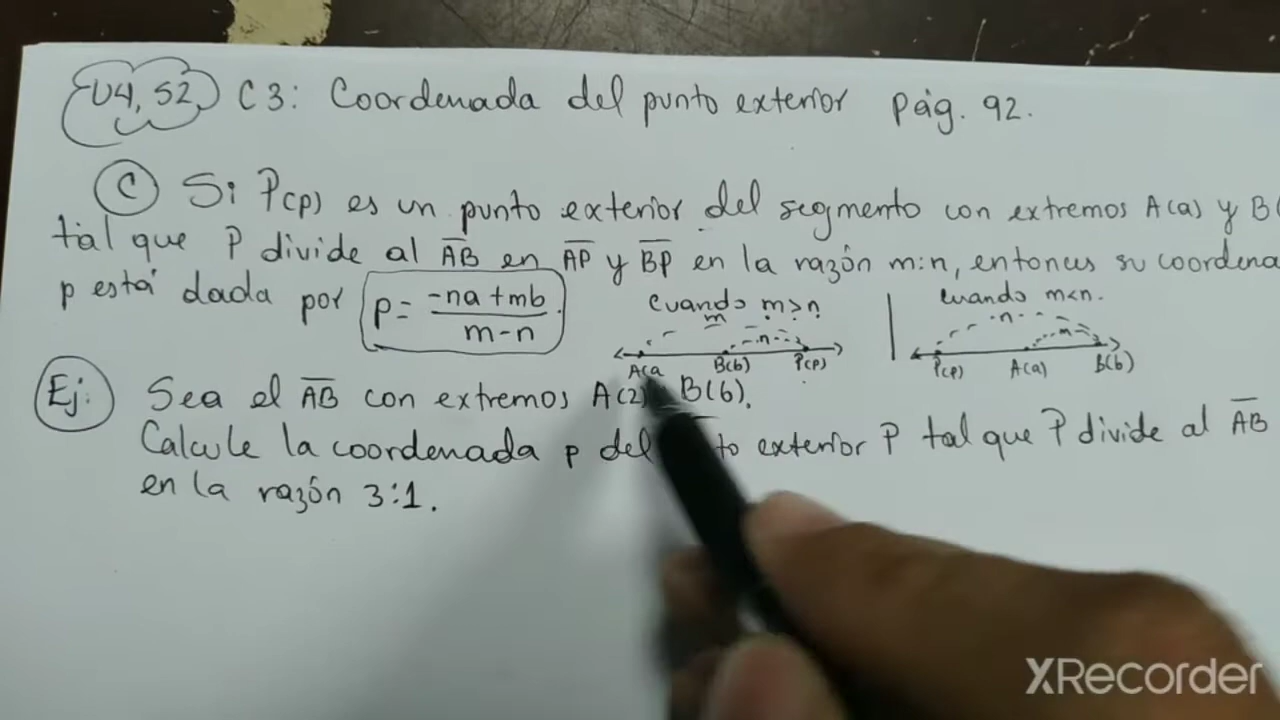 U4, S2, C3: Coordenada del punto exterior Pág. 92.
C Si P(p) es un punto exterior del segmento con extremos A(a) y B(
tal que P divide al AB en AP y BP en la razón m:n, entonces su coordena
p está dada por p = -na + mb / m - n
cuando m > n
m
n
A(a B(b) P(p)
cuando m < n.
n
m
P(p) A(a) B(b)
Ej: Sea el AB con extremos A(2) B(6).
Calcule la coordenada p del to exterior P tal que P divide al AB
en la razón 3:1.
XRecorder